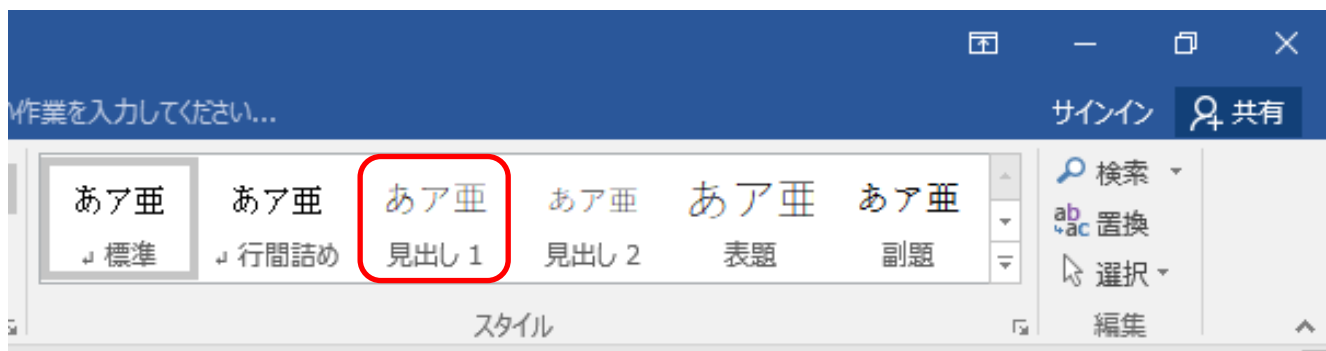 作業を入力してください...
サインイン 共有
あア亜 あア亜 あア亜 あア亜 あア亜 あア亜
↲ 標準 ↲ 行間詰め 見出し 1 見出し 2 表題 副題
検索
ab
ac 置換
選択
スタイル
編集